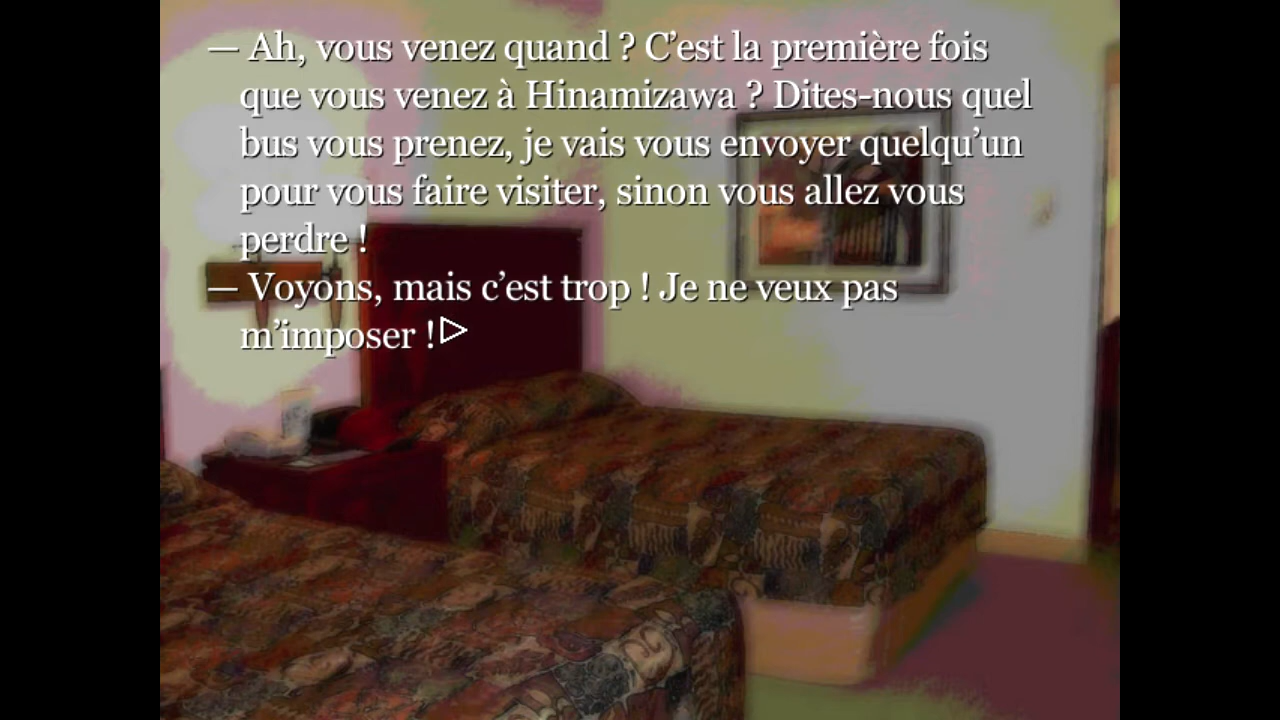 — Ah, vous venez quand ? C’est la première fois
que vous venez à Hinamizawa ? Dites-nous quel
bus vous prenez, je vais vous envoyer quelqu’un
pour vous faire visiter, sinon vous allez vous
perdre !
— Voyons, mais c’est trop ! Je ne veux pas
m’imposer !